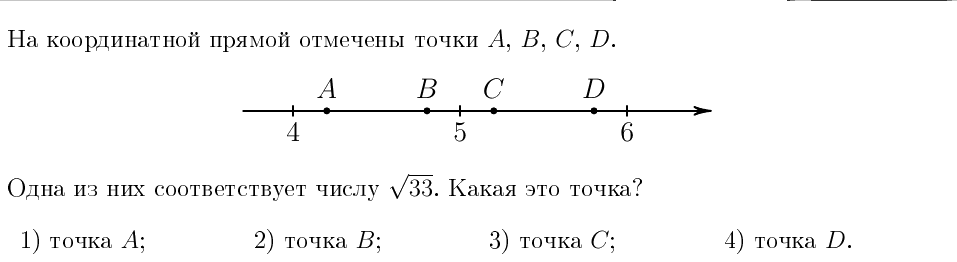 На координатной прямой отмечены точки A, B, C, D.
A B C D
4 5 6
Одна из них соответствует числу √33. Какая это точка?
1) точка A; 2) точка B; 3) точка C; 4) точка D.